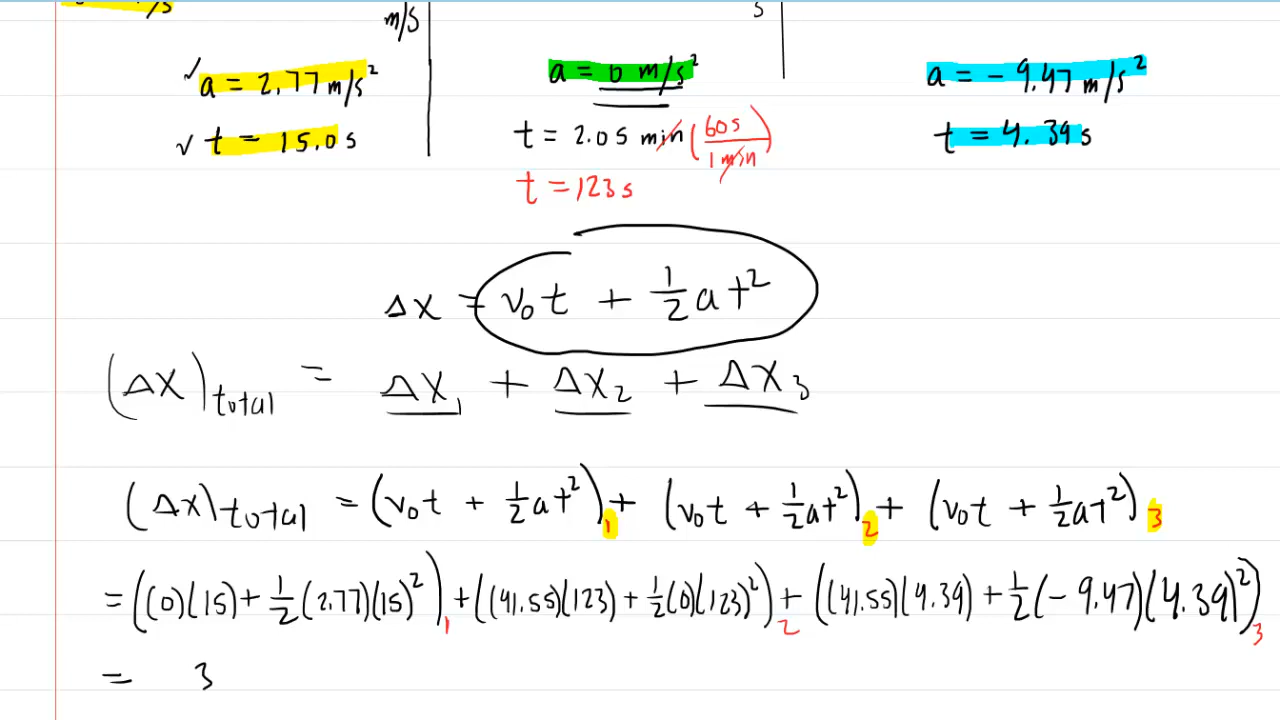 m/s
s
✓ a = 2.77 m/s²
a = 0 m/s²
a = - 9.47 m/s²
✓ t = 15.0 s
t = 2.05 min (60 s / 1 min)
t = 4.39 s
t = 123 s
Δx = v₀t + ½at²
(Δx)total = Δx₁ + Δx₂ + Δx₃
(Δx)total = (v₀t + ½at²)₁ + (v₀t + ½at²)₂ + (v₀t + ½at²)₃
= ((0)(15) + ½(2.77)(15)²)₁ + ((41.55)(123) + ½(0)(123)²)₂ + ((41.55)(4.39) + ½(-9.47)(4.39)²)₃
= 3